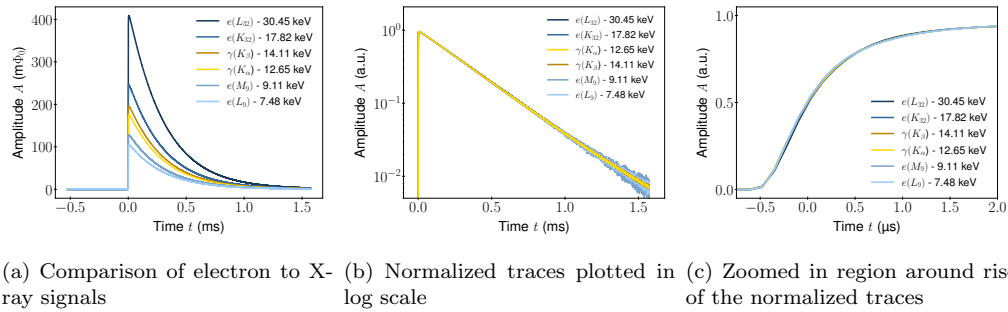 400
300
200
100
0
Amplitude A (mΦ₀)
e(L₃₂) - 30.45 keV
e(K₃₂) - 17.82 keV
γ(Kβ) - 14.11 keV
γ(Kα) - 12.65 keV
e(M₉) - 9.11 keV
e(L₉) - 7.48 keV
−0.5 0.0 0.5 1.0 1.5
Time t (ms)
10⁰
10⁻¹
10⁻²
Amplitude A (a.u.)
e(L₃₂) - 30.45 keV
e(K₃₂) - 17.82 keV
γ(Kα) - 12.65 keV
γ(Kβ) - 14.11 keV
e(M₉) - 9.11 keV
e(L₉) - 7.48 keV
0.0 0.5 1.0 1.5
Time t (ms)
1.0
0.5
0.0
Amplitude A (a.u.)
e(L₃₂) - 30.45 keV
e(K₃₂) - 17.82 keV
γ(Kβ) - 14.11 keV
γ(Kα) - 12.65 keV
e(M₉) - 9.11 keV
e(L₉) - 7.48 keV
−0.5 0.0 0.5 1.0 2.0
Time t (μs)
(a) Comparison of electron to X-
ray signals
(b) Normalized traces plotted in
log scale
(c) Zoomed in region around ris
of the normalized traces